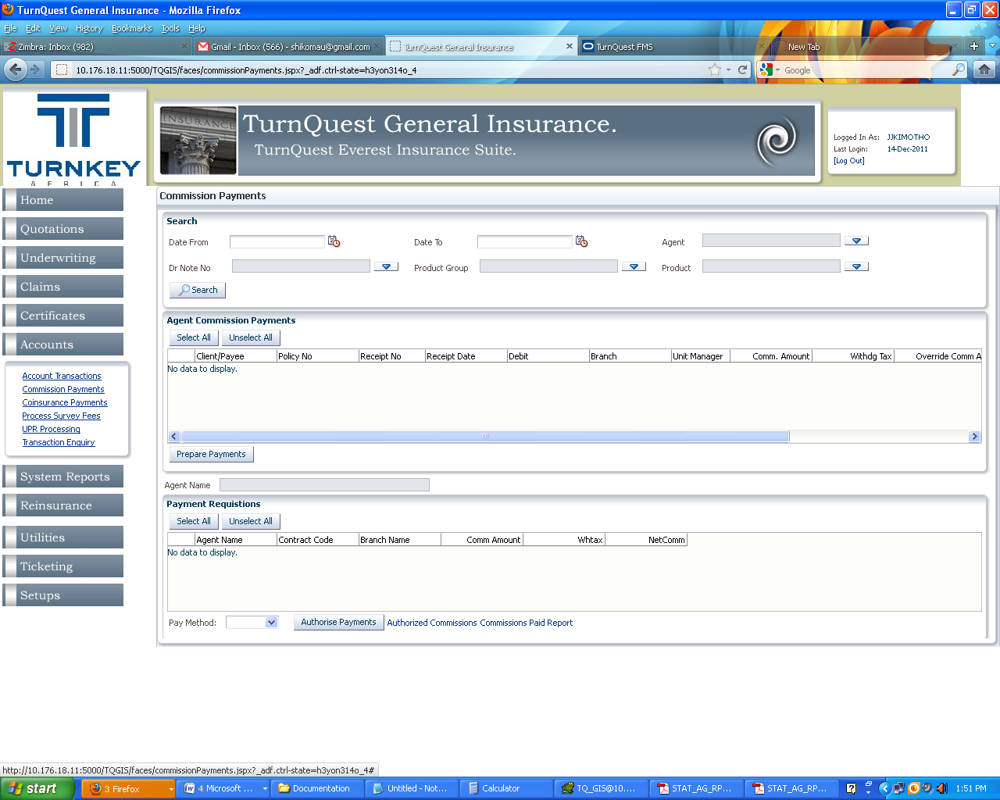 TurnQuest General Insurance - Mozilla Firefox
File Edit View History Bookmarks Tools Help
Zimbra: Inbox (982) Gmail - Inbox (566) - shikomau@gmail.com TurnQuest General Insurance TurnQuest FMS New Tab
10.176.18.11:5000/TQGIS/faces/commissionPayments.jspx?_adf.ctrl-state=h3yon314o_4 Google
TURNKEY
AFRICA
INSURANCE
TurnQuest General Insurance.
TurnQuest Everest Insurance Suite.
Logged In As: JJKIMOTHO
Last Login: 14-Dec-2011
[Log Out]
Home
Quotations
Underwriting
Claims
Certificates
Accounts
Account Transactions
Commission Payments
Coinsurance Payments
Process Survey Fees
UPR Processing
Transaction Enquiry
System Reports
Reinsurance
Utilities
Ticketing
Setups
Commission Payments
Search
Date From Date To Agent
Dr Note No Product Group Product
Search
Agent Commission Payments
Select All Unselect All
Client/Payee Policy No Receipt No Receipt Date Debit Branch Unit Manager Comm. Amount Withdg Tax Override Comm A
No data to display.
Prepare Payments
Agent Name
Payment Requistions
Select All Unselect All
Agent Name Contract Code Branch Name Comm Amount Whtax NetComm
No data to display.
Pay Method: Authorise Payments Authorized Commissions Commissions Paid Report
http://10.176.18.11:5000/TQGIS/faces/commissionPayments.jspx?_adf.ctrl-state=h3yon314o_4#
start 3 Firefox 4 Microsoft ... Documentation Untitled - Not... Calculator TQ_GIS@10.... STAT_AG_RP... STAT_AG_RP... 1:51 PM